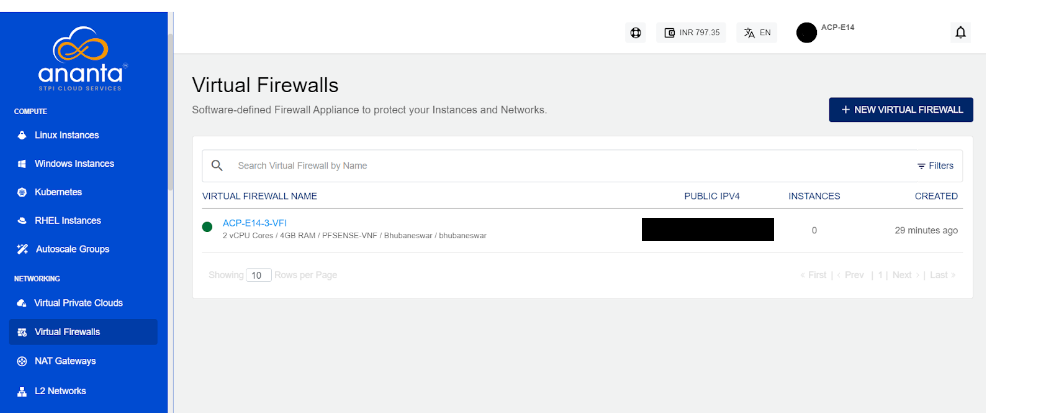 ananta
STPI CLOUD SERVICES
COMPUTE
Linux Instances
Windows Instances
Kubernetes
RHEL Instances
Autoscale Groups
NETWORKING
Virtual Private Clouds
Virtual Firewalls
NAT Gateways
L2 Networks
INR 797.35
EN
ACP-E14
Virtual Firewalls
Software-defined Firewall Appliance to protect your Instances and Networks.
+ NEW VIRTUAL FIREWALL
Search Virtual Firewall by Name
Filters
VIRTUAL FIREWALL NAME PUBLIC IPV4 INSTANCES CREATED
ACP-E14-3-VFI
2 vCPU Cores / 4GB RAM / PFSENSE-VNF / Bhubaneswar / bhubaneswar
0 29 minutes ago
Showing 10 Rows per Page
« First | ‹ Prev | 1 | Next › | Last »